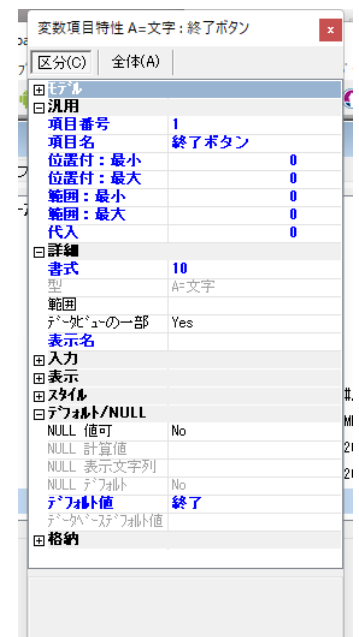 変数項目特性 A=文字:終了ボタン
x
区分(C) 全体(A)
モデル
汎用
項目番号 1
項目名 終了ボタン
位置付:最小 0
位置付:最大 0
範囲:最小 0
範囲:最大 0
代入 0
詳細
書式 10
型 A=文字
範囲
データビューの一部 Yes
表示名
入力
表示
スタイル
デフォルト/NULL
NULL 値可 No
NULL 計算値
NULL 表示文字列
NULL デフォルト No
デフォルト値 終了
データベースデフォルト値
格納